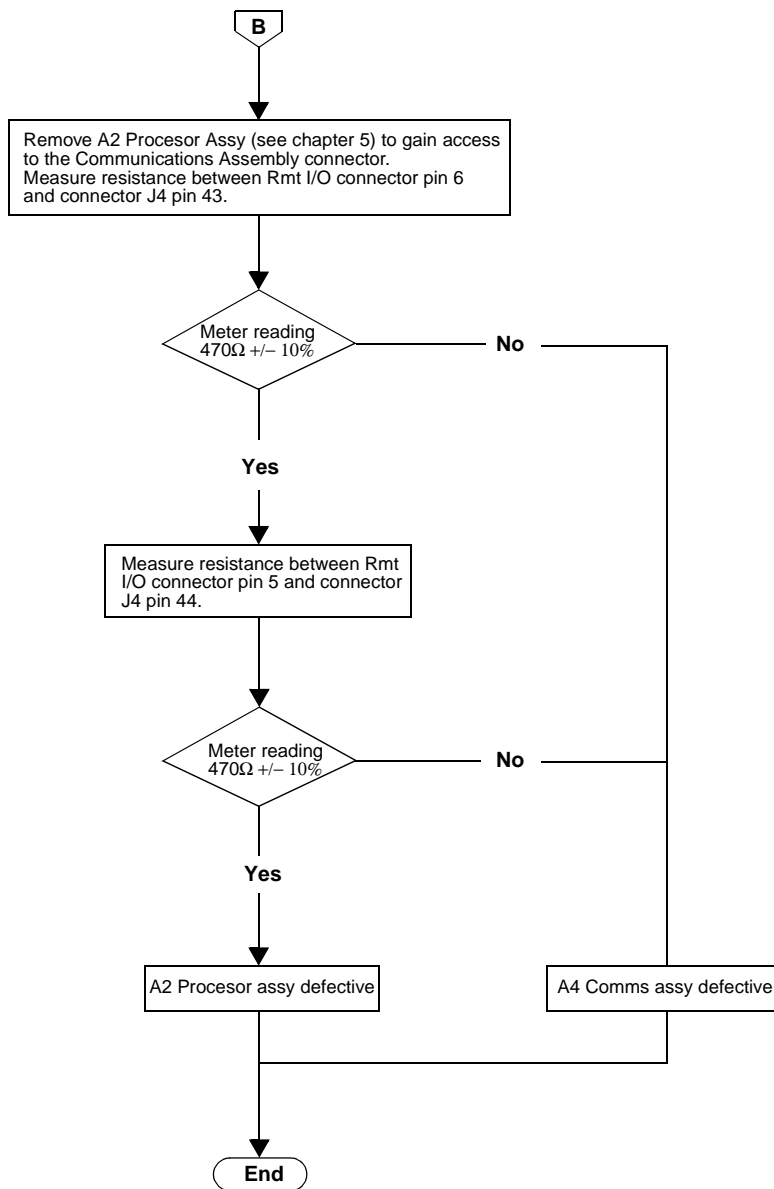 B
Remove A2 Procesor Assy (see chapter 5) to gain access
to the Communications Assembly connector.
Measure resistance between Rmt I/O connector pin 6
and connector J4 pin 43.
Meter reading
470Ω +/− 10%
No
Yes
Measure resistance between Rmt
I/O connector pin 5 and connector
J4 pin 44.
Meter reading
470Ω +/− 10%
No
Yes
A2 Procesor assy defective
A4 Comms assy defective
End